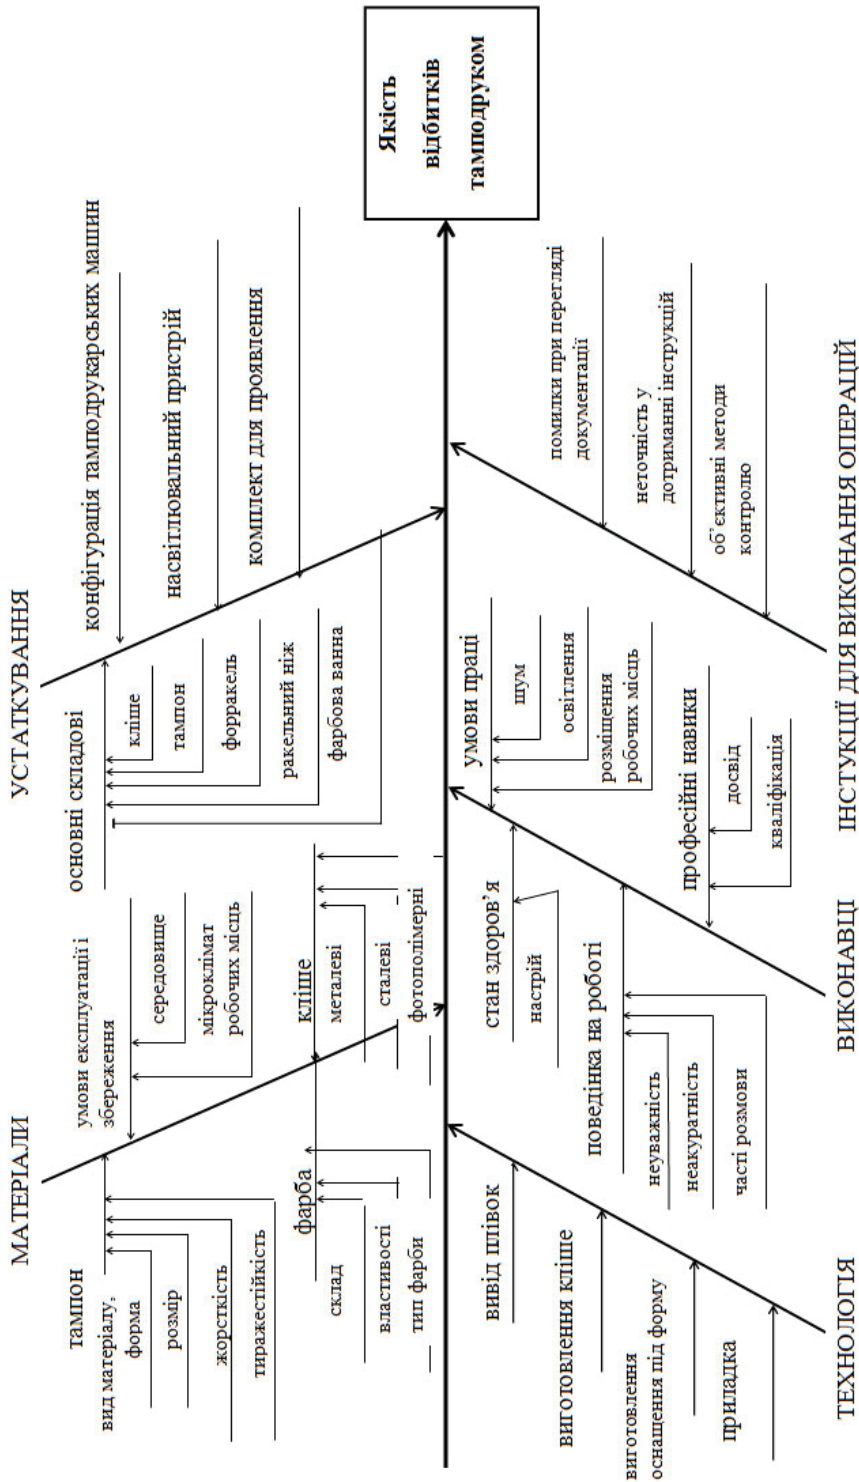 МАТЕРІАЛИ
тампон
вид матеріалу,
форма
розмір
жорсткість
тиражестійкість
умови експлуатації і
збереження
середовище
мікроклімат
робочих місць
фарба
склад
властивості
тип фарби
кліше
металеві
сталеві
фотополімерні
УСТАТКУВАННЯ
основні складові
кліше
тампон
форракель
ракельний ніж
фарбова ванна
конфігурація тамподрукарських машин
насвітлювальний пристрій
комплект для проявлення
Якість
відбитків
тамподруком
ТЕХНОЛОГІЯ
вивід плівок
виготовлення кліше
виготовлення
оснащення під форму
приладка
ВИКОНАВЦІ
стан здоров’я
настрій
поведінка на роботі
неуважність
неакуратність
часті розмови
умови праці
шум
освітлення
розміщення
робочих місць
професійні навики
досвід
кваліфікація
ІНСТУКЦІЇ ДЛЯ ВИКОНАННЯ ОПЕРАЦІЙ
помилки при перегляді
документації
неточність у
дотриманні інструкцій
об’єктивні методи
контролю